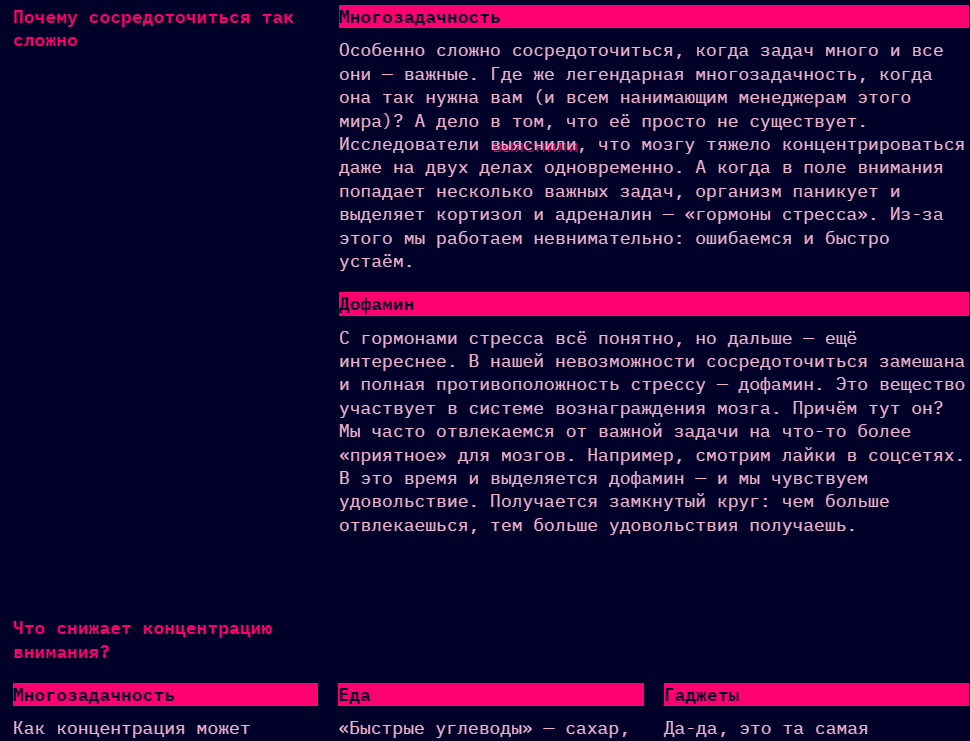 Почему сосредоточиться так
сложно
Многозадачность
Особенно сложно сосредоточиться, когда задач много и все
они — важные. Где же легендарная многозадачность, когда
она так нужна вам (и всем нанимающим менеджерам этого
мира)? А дело в том, что её просто не существует.
Исследователи выяснили, что мозгу тяжело концентрироваться
даже на двух делах одновременно. А когда в поле внимания
попадает несколько важных задач, организм паникует и
выделяет кортизол и адреналин — «гормоны стресса». Из-за
этого мы работаем невнимательно: ошибаемся и быстро
устаём.
Дофамин
С гормонами стресса всё понятно, но дальше — ещё
интереснее. В нашей невозможности сосредоточиться замешана
и полная противоположность стрессу — дофамин. Это вещество
участвует в системе вознаграждения мозга. Причём тут он?
Мы часто отвлекаемся от важной задачи на что-то более
«приятное» для мозгов. Например, смотрим лайки в соцсетях.
В это время и выделяется дофамин — и мы чувствуем
удовольствие. Получается замкнутый круг: чем больше
отвлекаешься, тем больше удовольствия получаешь.
Что снижает концентрацию
внимания?
Многозадачность
Как концентрация может
Еда
«Быстрые углеводы» — сахар,
Гаджеты
Да-да, это та самая